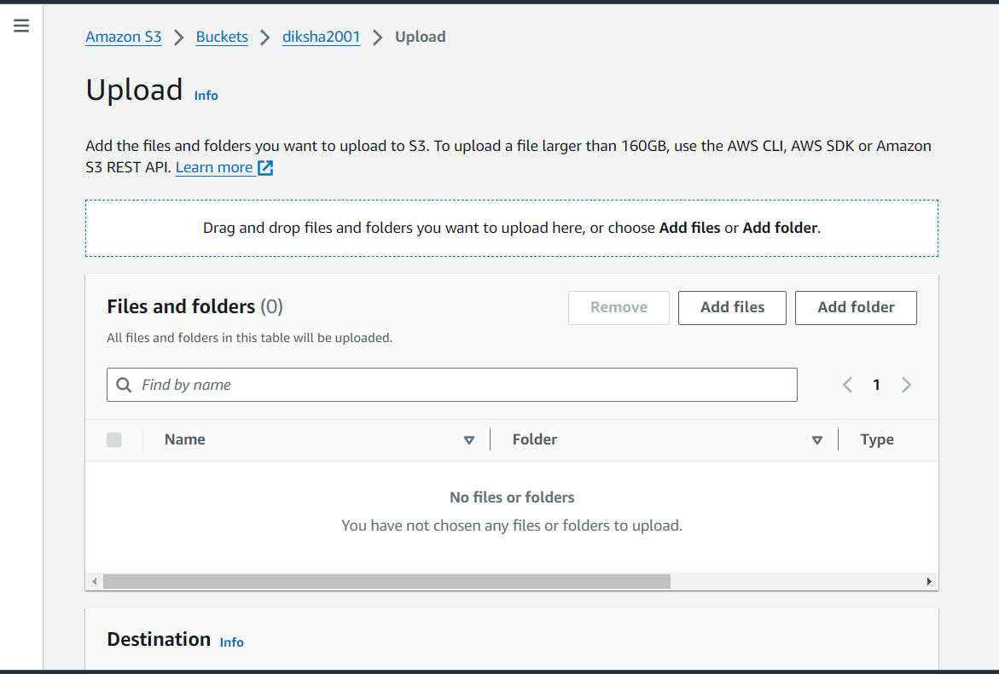 Amazon S3 > Buckets > diksha2001 > Upload
Upload Info
Add the files and folders you want to upload to S3. To upload a file larger than 160GB, use the AWS CLI, AWS SDK or Amazon
S3 REST API. Learn more
Drag and drop files and folders you want to upload here, or choose Add files or Add folder.
Files and folders (0) Remove Add files Add folder
All files and folders in this table will be uploaded.
Find by name 1
Name Folder Type
No files or folders
You have not chosen any files or folders to upload.
Destination Info